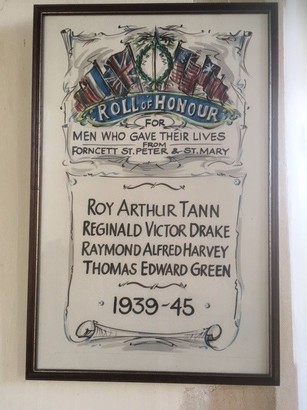 ROLL OF HONOUR
FOR
MEN WHO GAVE THEIR LIVES
FROM
FORNCETT ST. PETER & ST. MARY
ROY ARTHUR TANN
REGINALD VICTOR DRAKE
RAYMOND ALFRED HARVEY
THOMAS EDWARD GREEN
1939-45